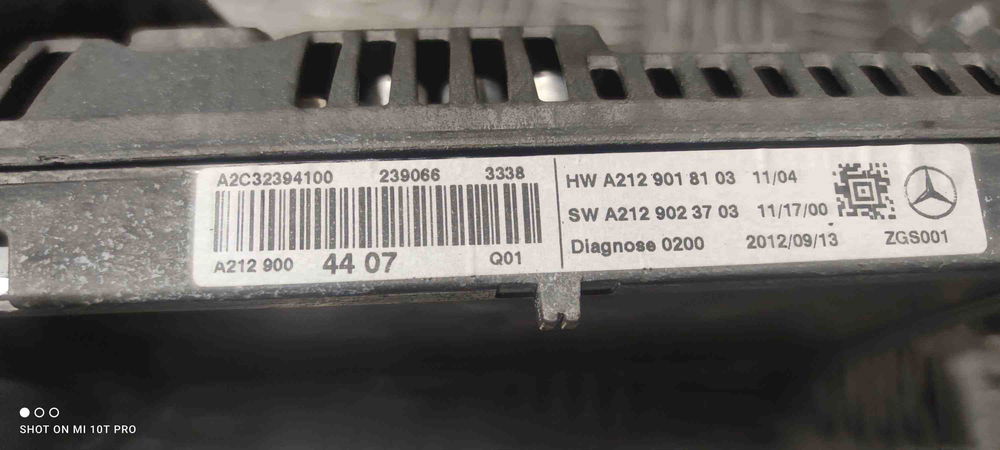 A2C32394100 239066 3338
A212 900 44 07 Q01
HW A212 901 81 03 11/04
SW A212 902 37 03 11/17/00
Diagnose 0200 2012/09/13 ZGS001
SHOT ON MI 10T PRO